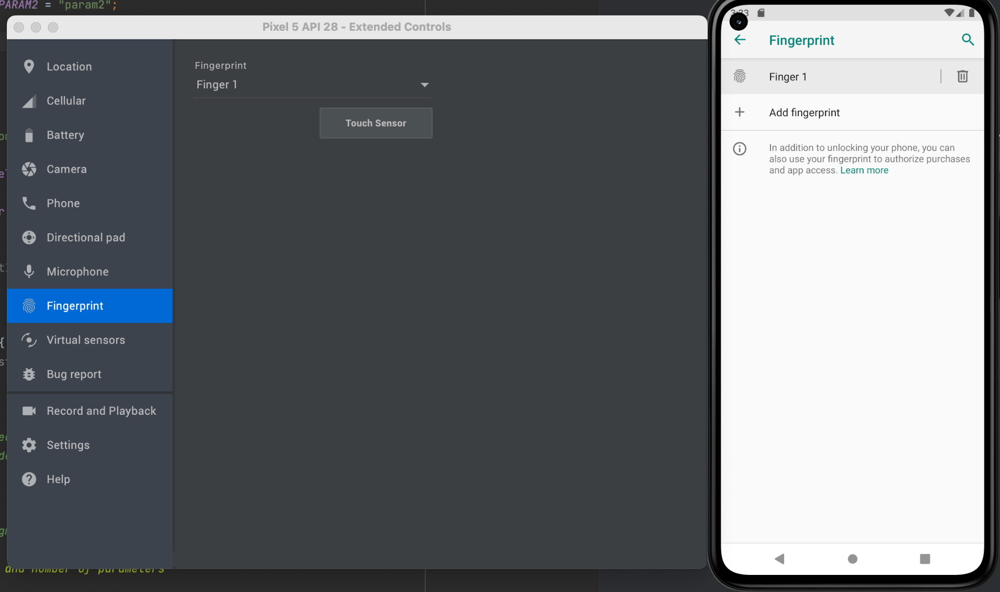 PARAM2 = "param2";
Pixel 5 API 28 - Extended Controls
Location
Cellular
Battery
Camera
Phone
Directional pad
Microphone
Fingerprint
Virtual sensors
Bug report
Record and Playback
Settings
Help
Fingerprint
Finger 1
Touch Sensor
and number of parameters
Fingerprint
Finger 1
Add fingerprint
In addition to unlocking your phone, you can
also use your fingerprint to authorize purchases
and app access. Learn more